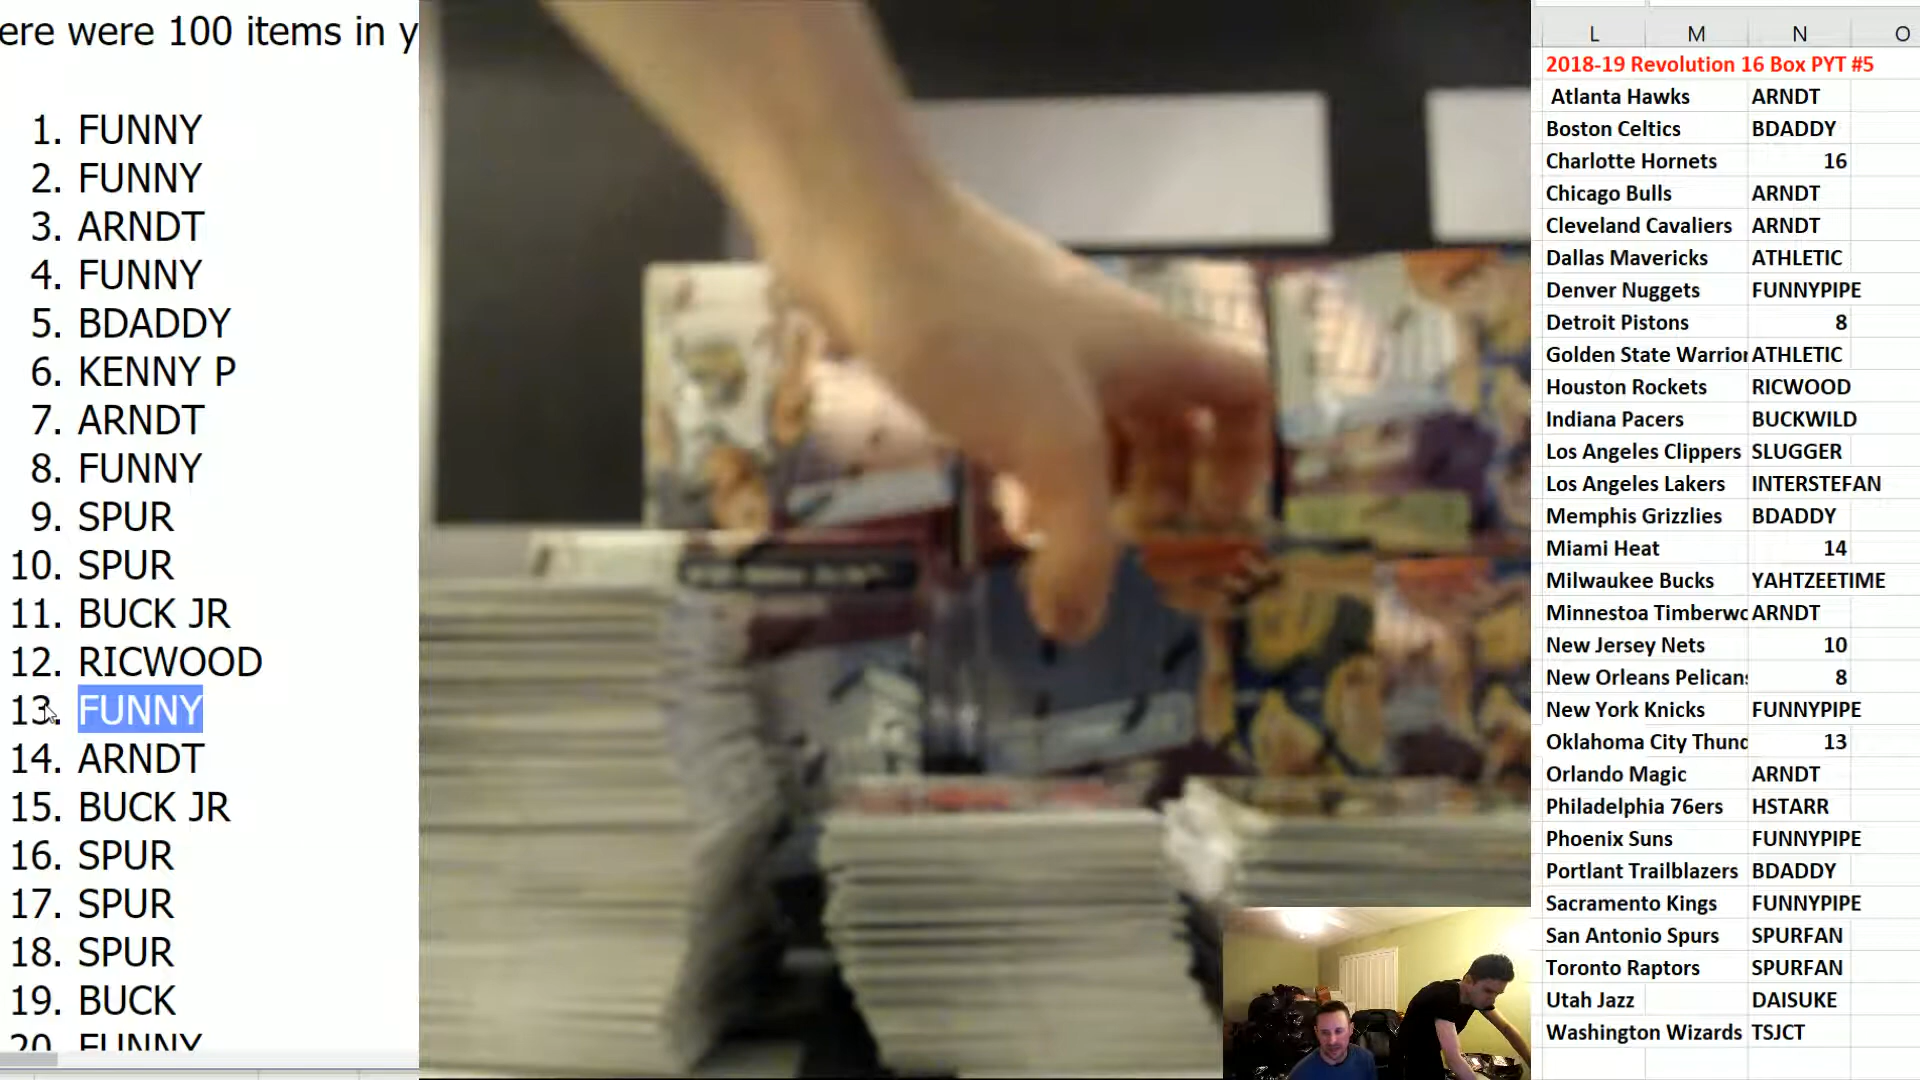 ere were 100 items in y
1. FUNNY
2. FUNNY
3. ARNDT
4. FUNNY
5. BDADDY
6. KENNY P
7. ARNDT
8. FUNNY
9. SPUR
10. SPUR
11. BUCK JR
12. RICWOOD
13. FUNNY
14. ARNDT
15. BUCK JR
16. SPUR
17. SPUR
18. SPUR
19. BUCK
20. FUNNY
L M N O
2018-19 Revolution 16 Box PYT #5
Atlanta Hawks ARNDT
Boston Celtics BDADDY
Charlotte Hornets 16
Chicago Bulls ARNDT
Cleveland Cavaliers ARNDT
Dallas Mavericks ATHLETIC
Denver Nuggets FUNNYPIPE
Detroit Pistons 8
Golden State Warrior ATHLETIC
Houston Rockets RICWOOD
Indiana Pacers BUCKWILD
Los Angeles Clippers SLUGGER
Los Angeles Lakers INTERSTEFAN
Memphis Grizzlies BDADDY
Miami Heat 14
Milwaukee Bucks YAHTZEETIME
Minnestoa Timberwo ARNDT
New Jersey Nets 10
New Orleans Pelicans 8
New York Knicks FUNNYPIPE
Oklahoma City Thund 13
Orlando Magic ARNDT
Philadelphia 76ers HSTARR
Phoenix Suns FUNNYPIPE
Portlant Trailblazers BDADDY
Sacramento Kings FUNNYPIPE
San Antonio Spurs SPURFAN
Toronto Raptors SPURFAN
Utah Jazz DAISUKE
Washington Wizards TSJCT